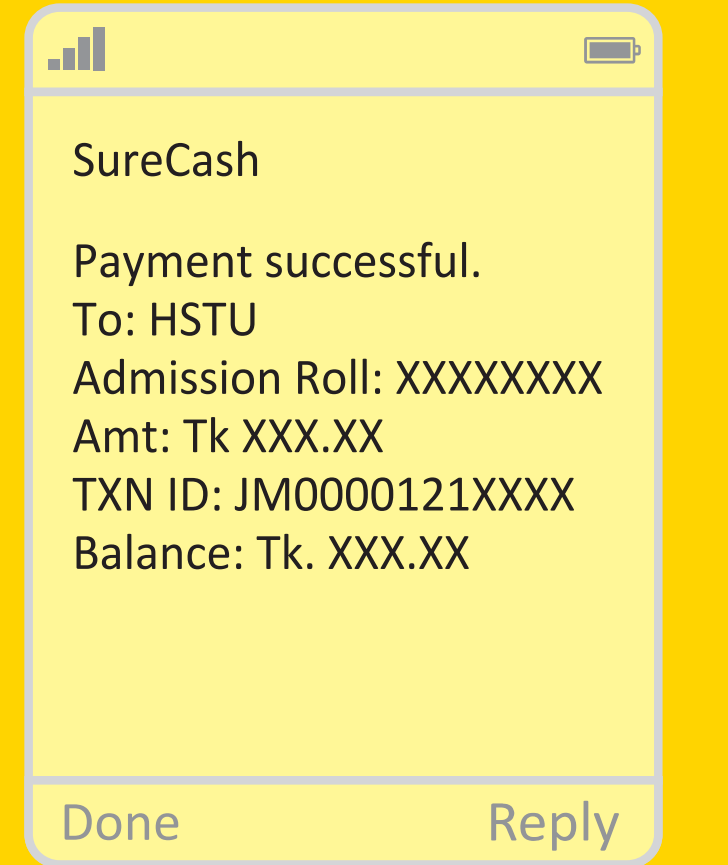 SureCash
Payment successful.
To: HSTU
Admission Roll: XXXXXXXX
Amt: Tk XXX.XX
TXN ID: JM0000121XXXX
Balance: Tk. XXX.XX
Done
Reply